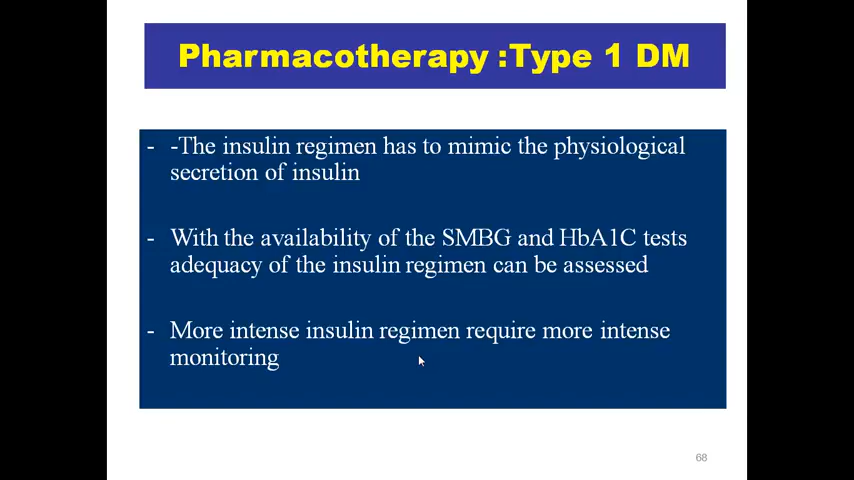 Pharmacotherapy :Type 1 DM
- -The insulin regimen has to mimic the physiological
secretion of insulin
- With the availability of the SMBG and HbA1C tests
adequacy of the insulin regimen can be assessed
- More intense insulin regimen require more intense
monitoring
68